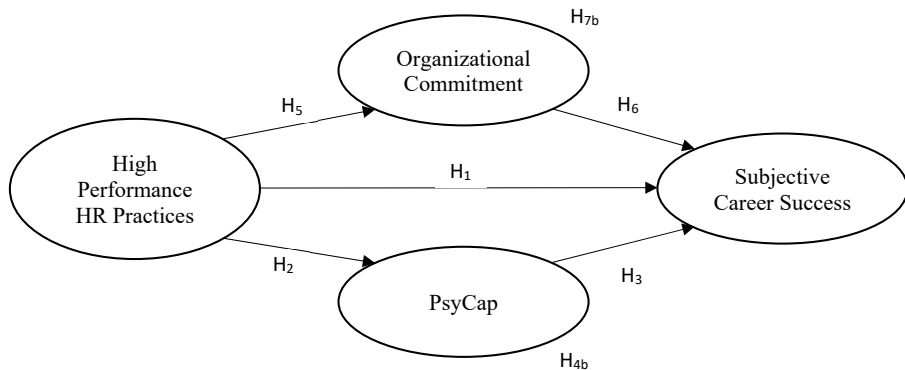 H7b
Organizational
Commitment
H5
H6
High
Performance
HR Practices
H1
Subjective
Career Success
H2
H3
PsyCap
H4b